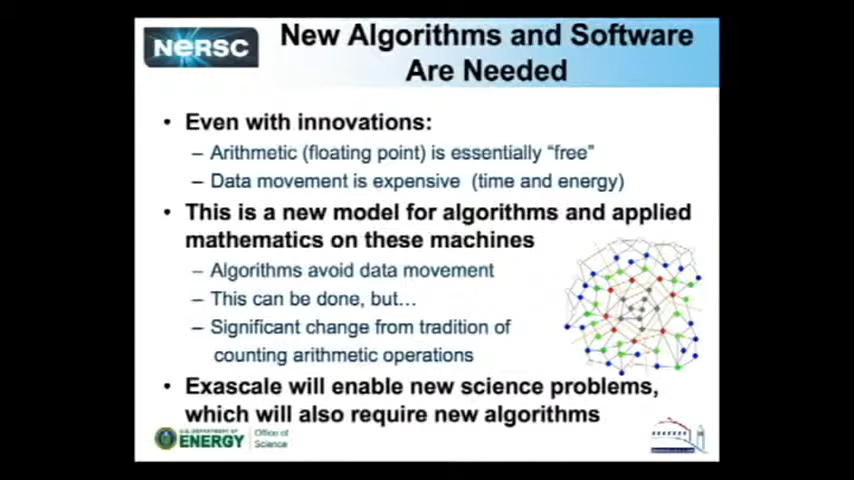 NERSC
New Algorithms and Software
Are Needed
• Even with innovations:
– Arithmetic (floating point) is essentially “free”
– Data movement is expensive (time and energy)
• This is a new model for algorithms and applied
mathematics on these machines
– Algorithms avoid data movement
– This can be done, but…
– Significant change from tradition of
counting arithmetic operations
• Exascale will enable new science problems,
which will also require new algorithms
U.S. DEPARTMENT OF
ENERGY
Office of
Science